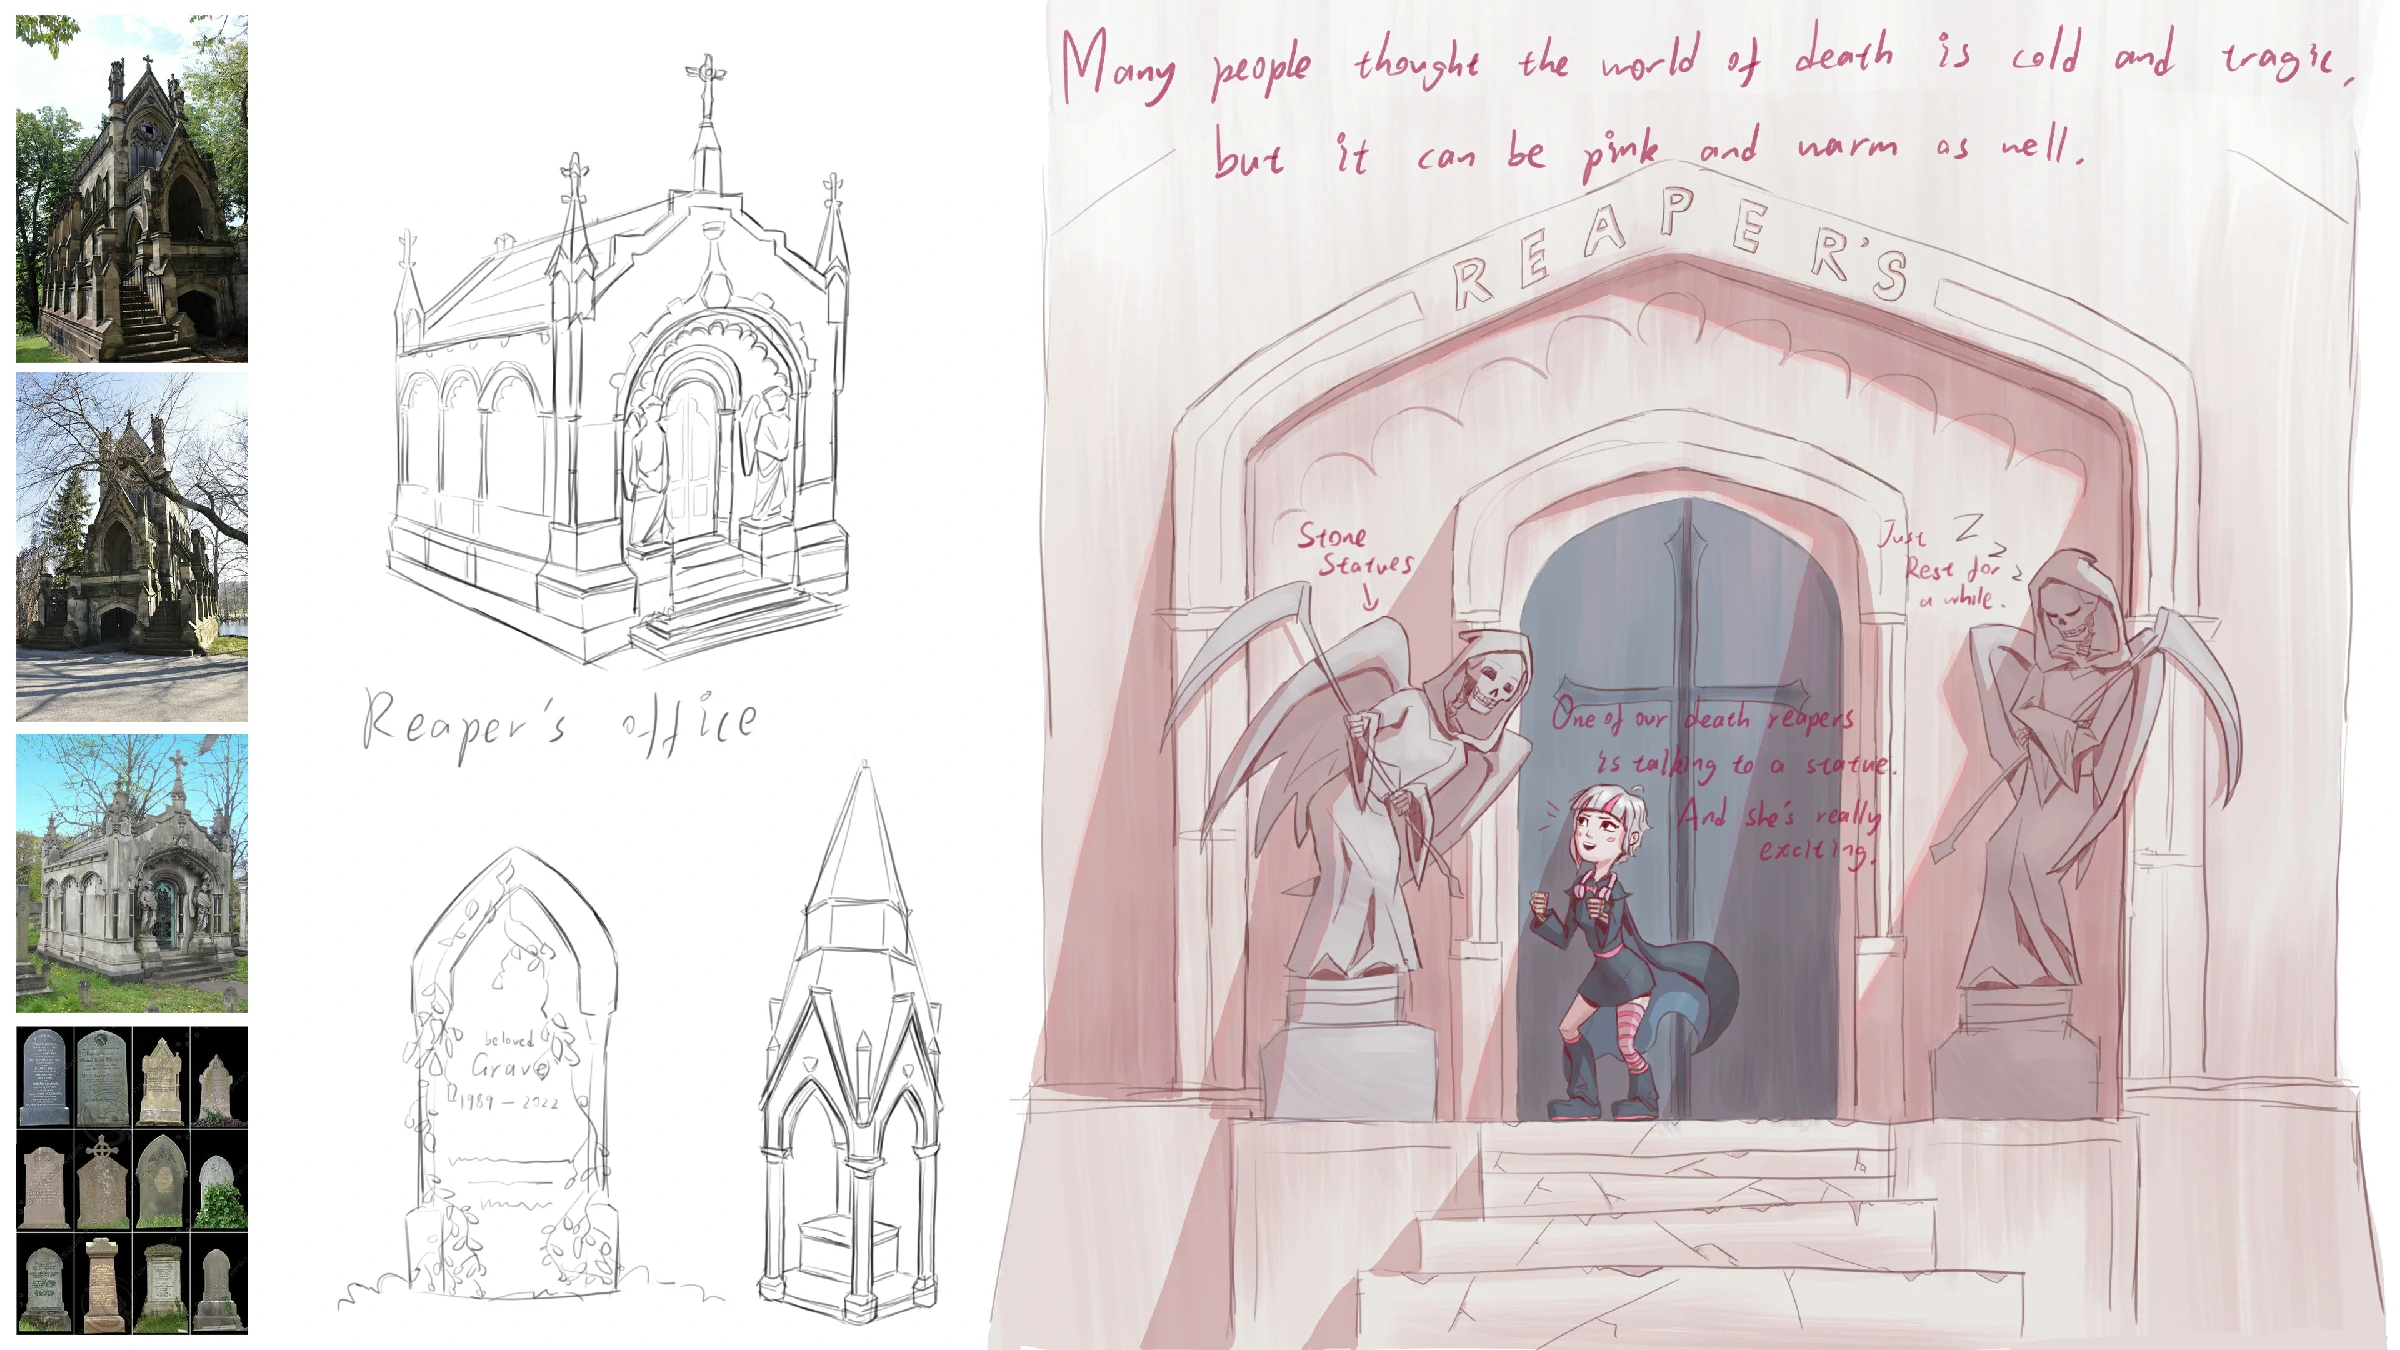 Many people thought the world of death is cold and tragic,
but it can be pink and warm as well.
REAPER'S
Stone
Statues
Just Z z z
Rest for
a while.
One of our death reapers
is talking to a statue.
And she's really
exciting.
Reaper's office
beloved
Grave
1989 - 2022